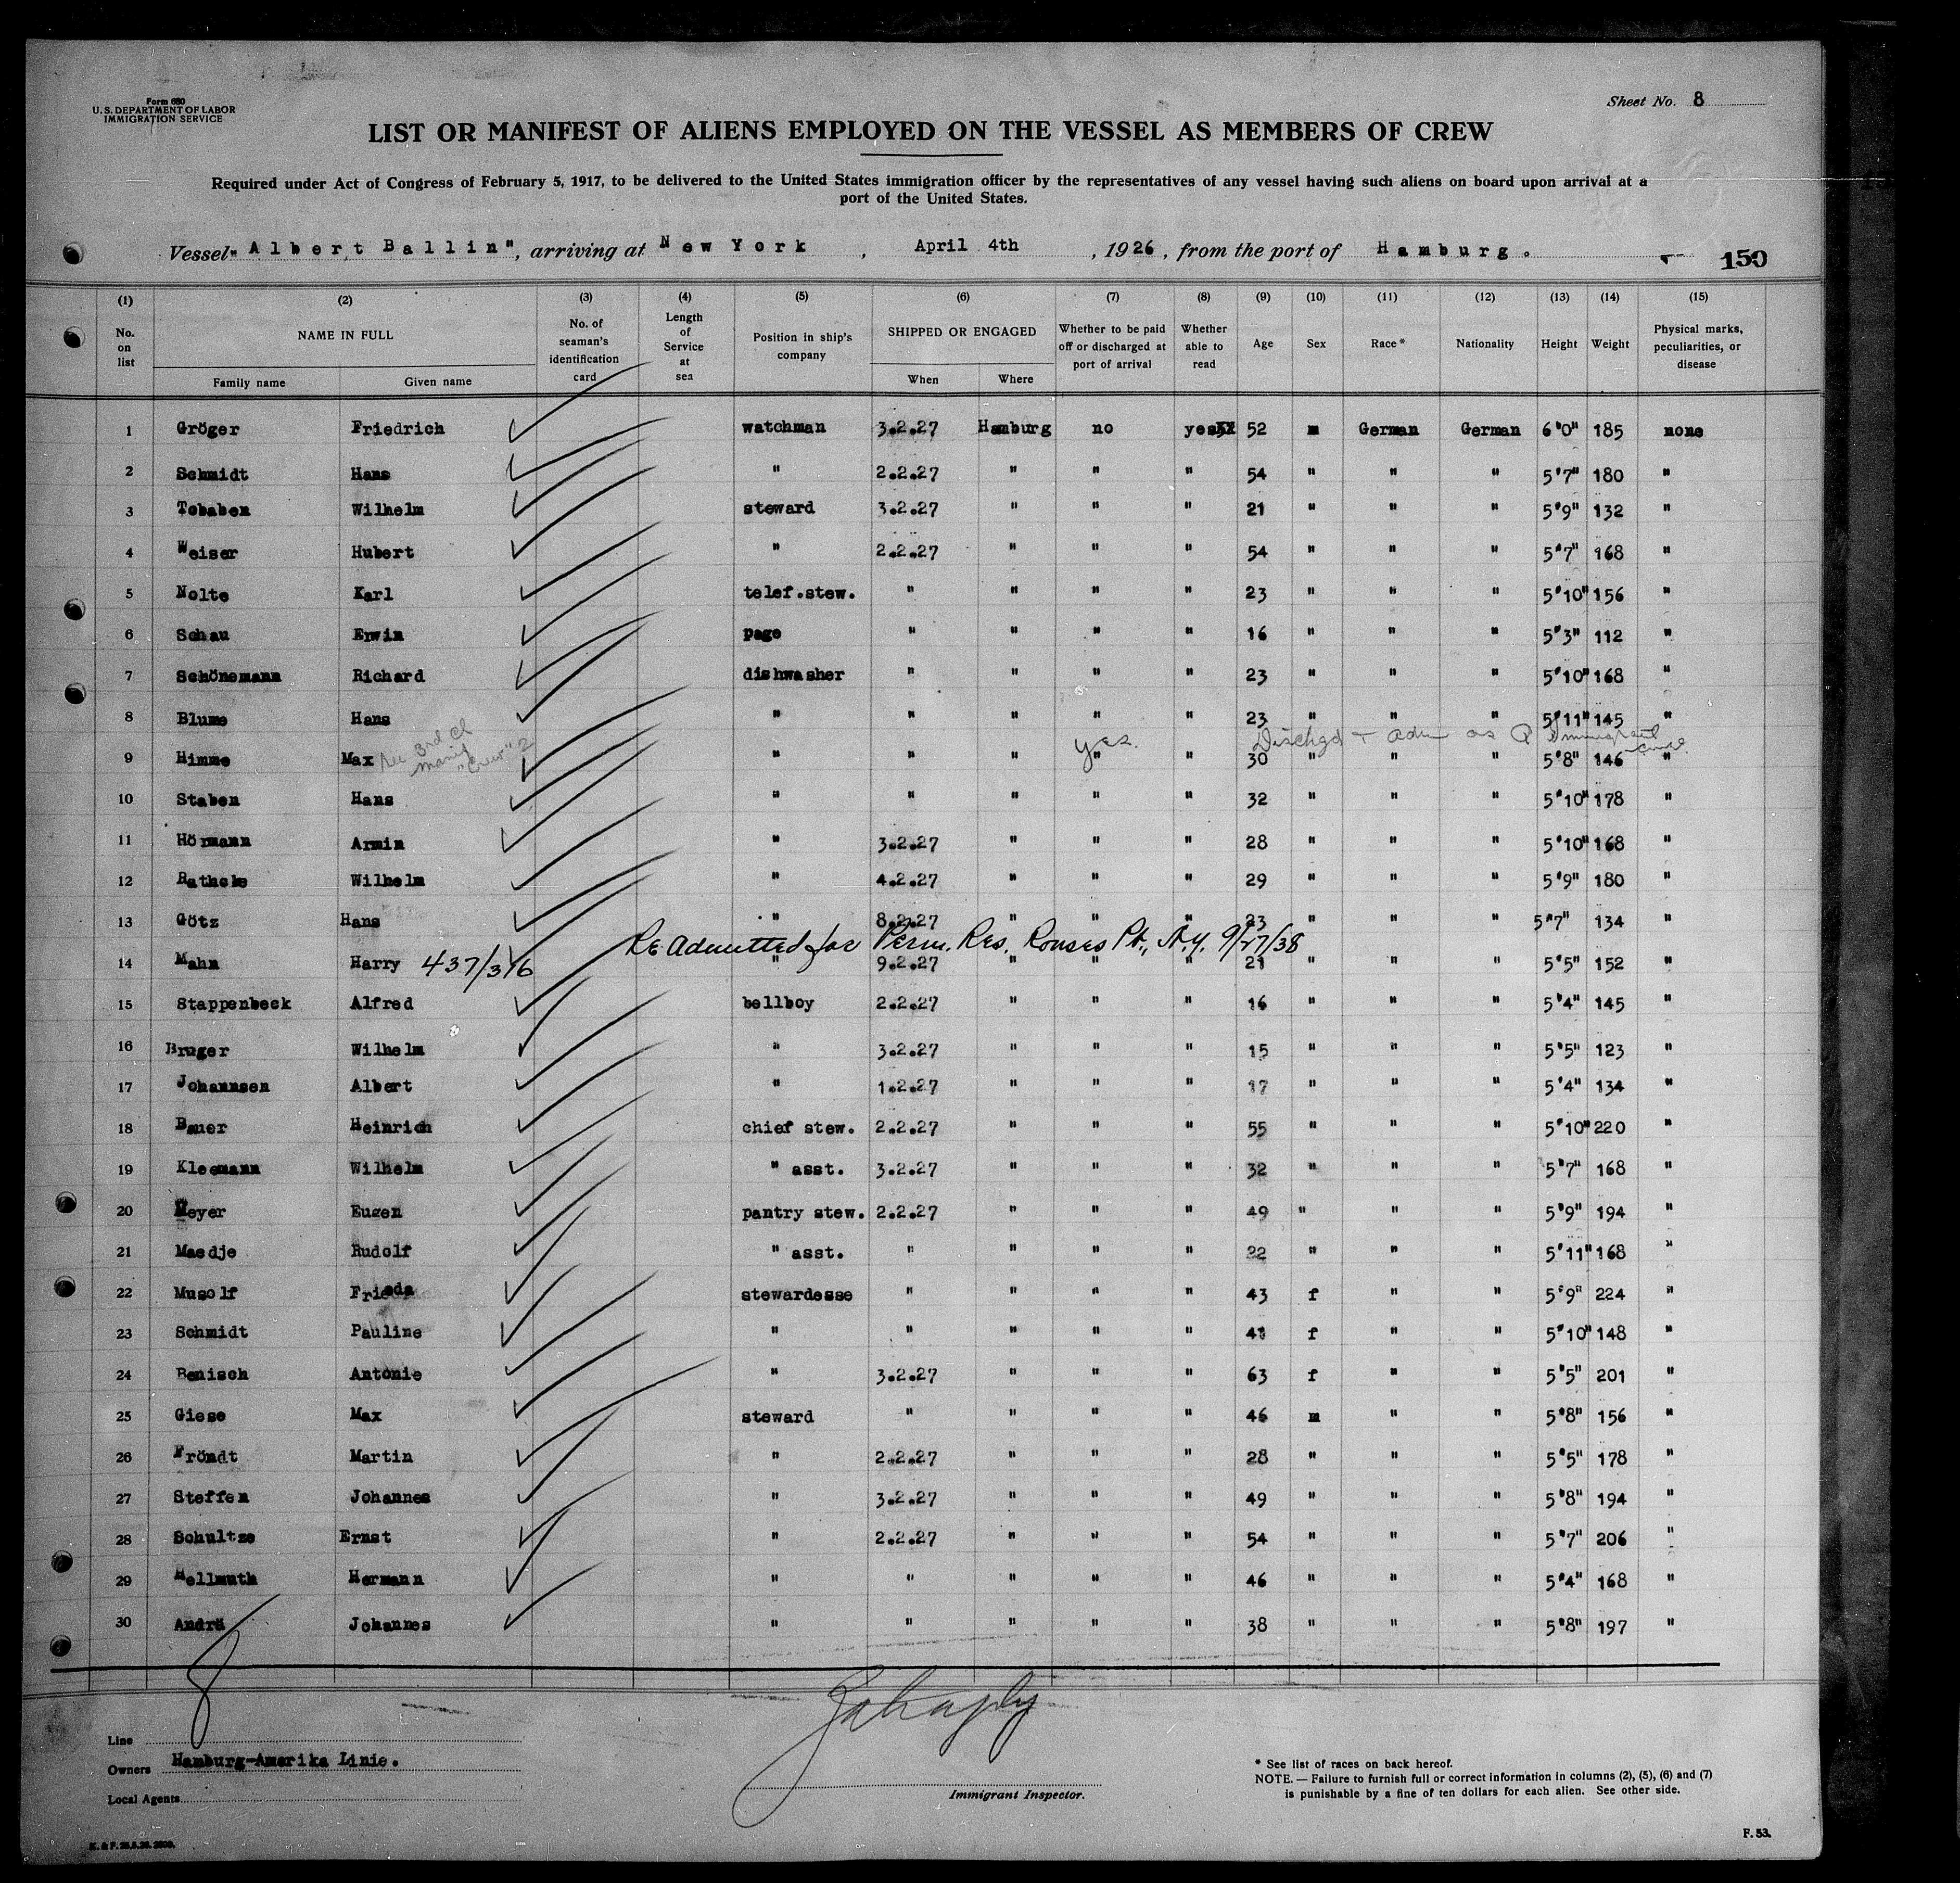 Form 680
U. S. DEPARTMENT OF LABOR
IMMIGRATION SERVICE
Sheet No. 8
LIST OR MANIFEST OF ALIENS EMPLOYED ON THE VESSEL AS MEMBERS OF CREW
Required under Act of Congress of February 5, 1917, to be delivered to the United States immigration officer by the representatives of any vessel having such aliens on board upon arrival at a
port of the United States.
Vessel "Albert Ballin", arriving at New York, April 4th, 1926, from the port of Hamburg.
150
(1) (2) (3) (4) (5) (6) (7) (8) (9) (10) (11) (12) (13) (14) (15)
No. on list NAME IN FULL Family name Given name No. of seaman's identification card Length of Service at sea Position in ship's company SHIPPED OR ENGAGED When Where Whether to be paid off or discharged at port of arrival Whether able to read Age Sex Race * Nationality Height Weight Physical marks, peculiarities, or disease
1 Gröger Friedrich watchman 3.2.27 Hamburg no yes 52 m German German 6'0" 185 none
2 Schmidt Hans " 2.2.27 " " " 54 " " " 5'7" 180 "
3 Tobaben Wilhelm steward 3.2.27 " " " 21 " " " 5'9" 132 "
4 Weiser Hubert " 2.2.27 " " " 54 " " " 5'7" 168 "
5 Nolte Karl telef.stew. " " " " 23 " " " 5'10" 156 "
6 Schau Erwin page " " " " 16 " " " 5'3" 112 "
7 Schönemann Richard dishwasher " " " " 23 " " " 5'10" 168 "
8 Blume Hans " " " " " 23 " " " 5'11" 145 "
3rd Cl manif "Crew" 2 yes. Dischgd + adm as Immigrant
9 Himme Max " " " " " 30 " " " 5'8" 146 "
10 Staben Hans " " " " " 32 " " " 5'10" 178 "
11 Hörmann Armin " 3.2.27 " " " 28 " " " 5'10" 168 "
12 Rathcke Wilhelm " 4.2.27 " " " 29 " " " 5'9" 180 "
13 Götz Hans " 8.2.27 " " " 23 " " " 5'7" 134 "
Re Admitted for Perm. Res. Rouses Pt., N.Y. 9/27/38
14 Mahn Harry 437/316 " 9.2.27 " " " 21 " " " 5'5" 152 "
15 Stappenbeck Alfred bellboy 2.2.27 " " " 16 " " " 5'4" 145 "
16 Bruger Wilhelm " 3.2.27 " " " 15 " " " 5'5" 123 "
17 Johannsen Albert " 1.2.27 " " " 17 " " " 5'4" 134 "
18 Bauer Heinrich chief stew. 2.2.27 " " " 55 " " " 5'10" 220 "
19 Kleemann Wilhelm " asst. 3.2.27 " " " 32 " " " 5'7" 168 "
20 Meyer Eugen pantry stew. 2.2.27 " " " 49 " " " 5'9" 194 "
21 Maedje Rudolf " asst. " " " " 22 " " " 5'11" 168 "
22 Musolf Frieda stewardesse " " " " 43 f " " 5'9" 224 "
23 Schmidt Pauline " " " " " 41 f " " 5'10" 148 "
24 Benisch Antonie " 3.2.27 " " " 63 f " " 5'5" 201 "
25 Giese Max steward " " " " 46 m " " 5'8" 156 "
26 Frömdt Martin " 2.2.27 " " " 28 " " " 5'5" 178 "
27 Steffen Johannes " 3.2.27 " " " 49 " " " 5'8" 194 "
28 Schultze Ernst " 2.2.27 " " " 54 " " " 5'7" 206 "
29 Hellmuth Hermann " " " " " 46 " " " 5'4" 168 "
30 Andrä Johannes " " " " " 38 " " " 5'8" 197 "
8
Line
Owners Hamburg-Amerika Linie.
Local Agents
Immigrant Inspector.
* See list of races on back hereof.
NOTE. — Failure to furnish full or correct information in columns (2), (5), (6) and (7)
is punishable by a fine of ten dollars for each alien. See other side.
F. 53.